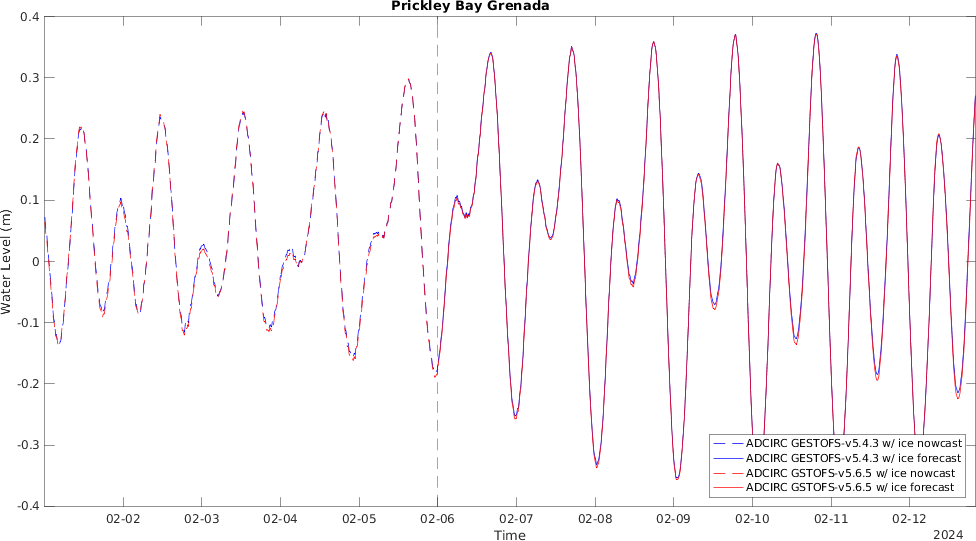 Prickley Bay Grenada
0.4
0.3
0.2
0.1
0
-0.1
-0.2
-0.3
-0.4
Water Level (m)
02-02 02-03 02-04 02-05 02-06 02-07 02-08 02-09 02-10 02-11 02-12
Time
2024
ADCIRC GESTOFS-v5.4.3 w/ ice nowcast
ADCIRC GESTOFS-v5.4.3 w/ ice forecast
ADCIRC GSTOFS-v5.6.5 w/ ice nowcast
ADCIRC GSTOFS-v5.6.5 w/ ice forecast